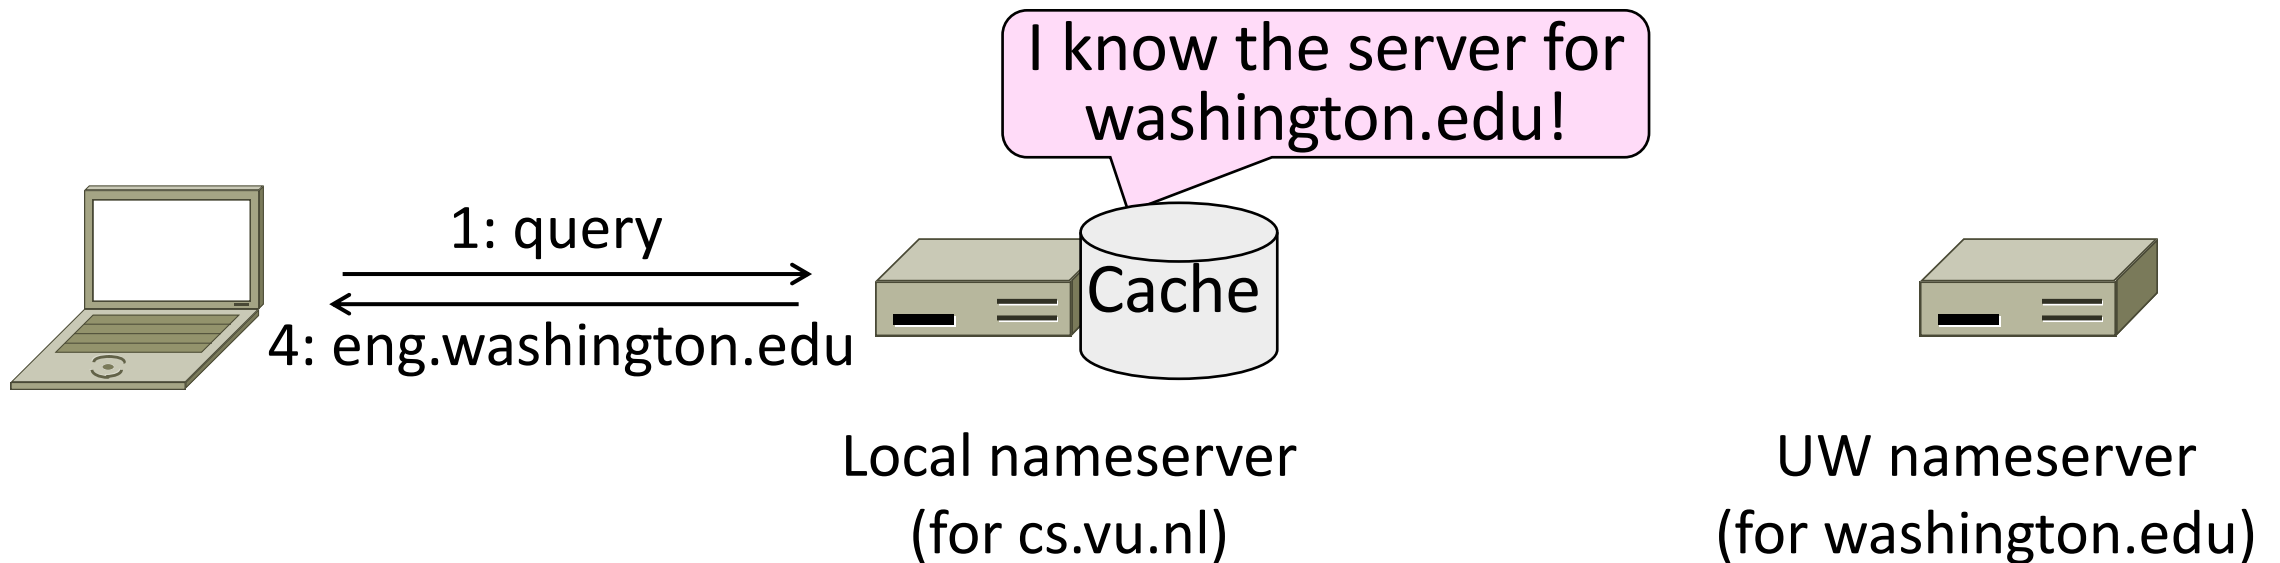 I know the server for
washington.edu!
1: query
Cache
4: eng.washington.edu
Local nameserver
(for cs.vu.nl)
UW nameserver
(for washington.edu)